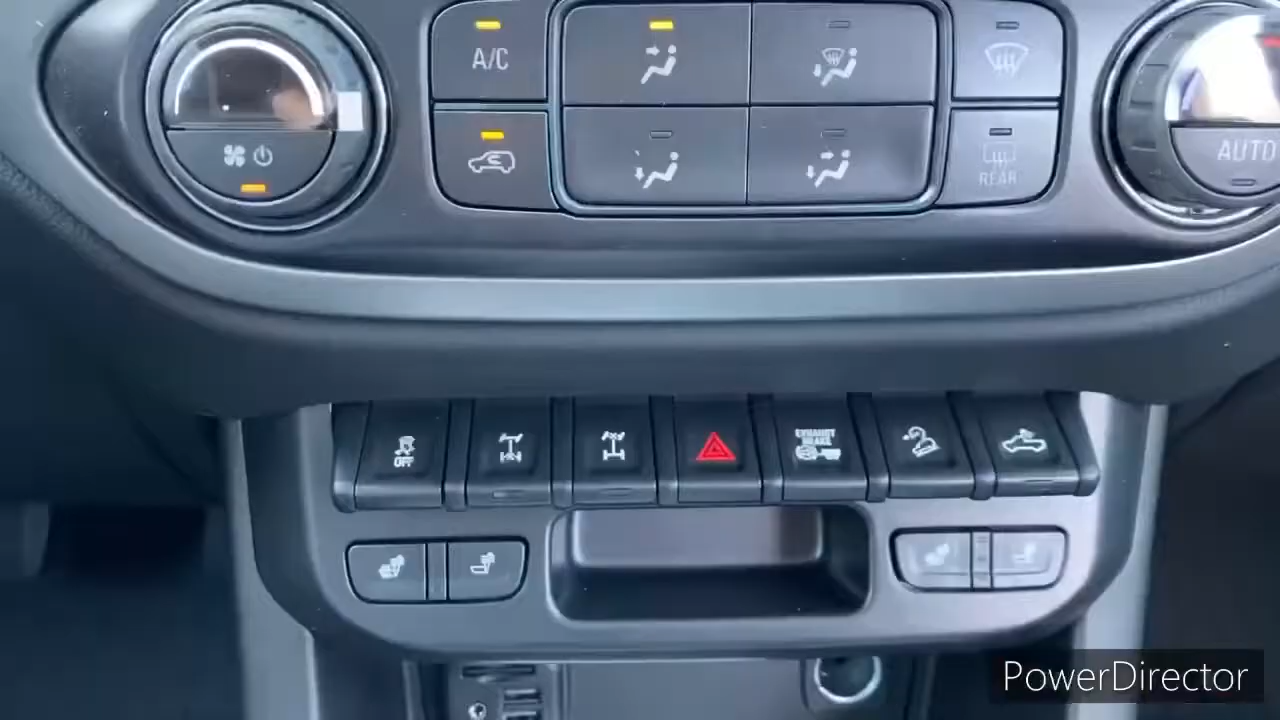 A/C
REAR
AUTO
OFF
EXHAUST
BRAKE
PowerDirector